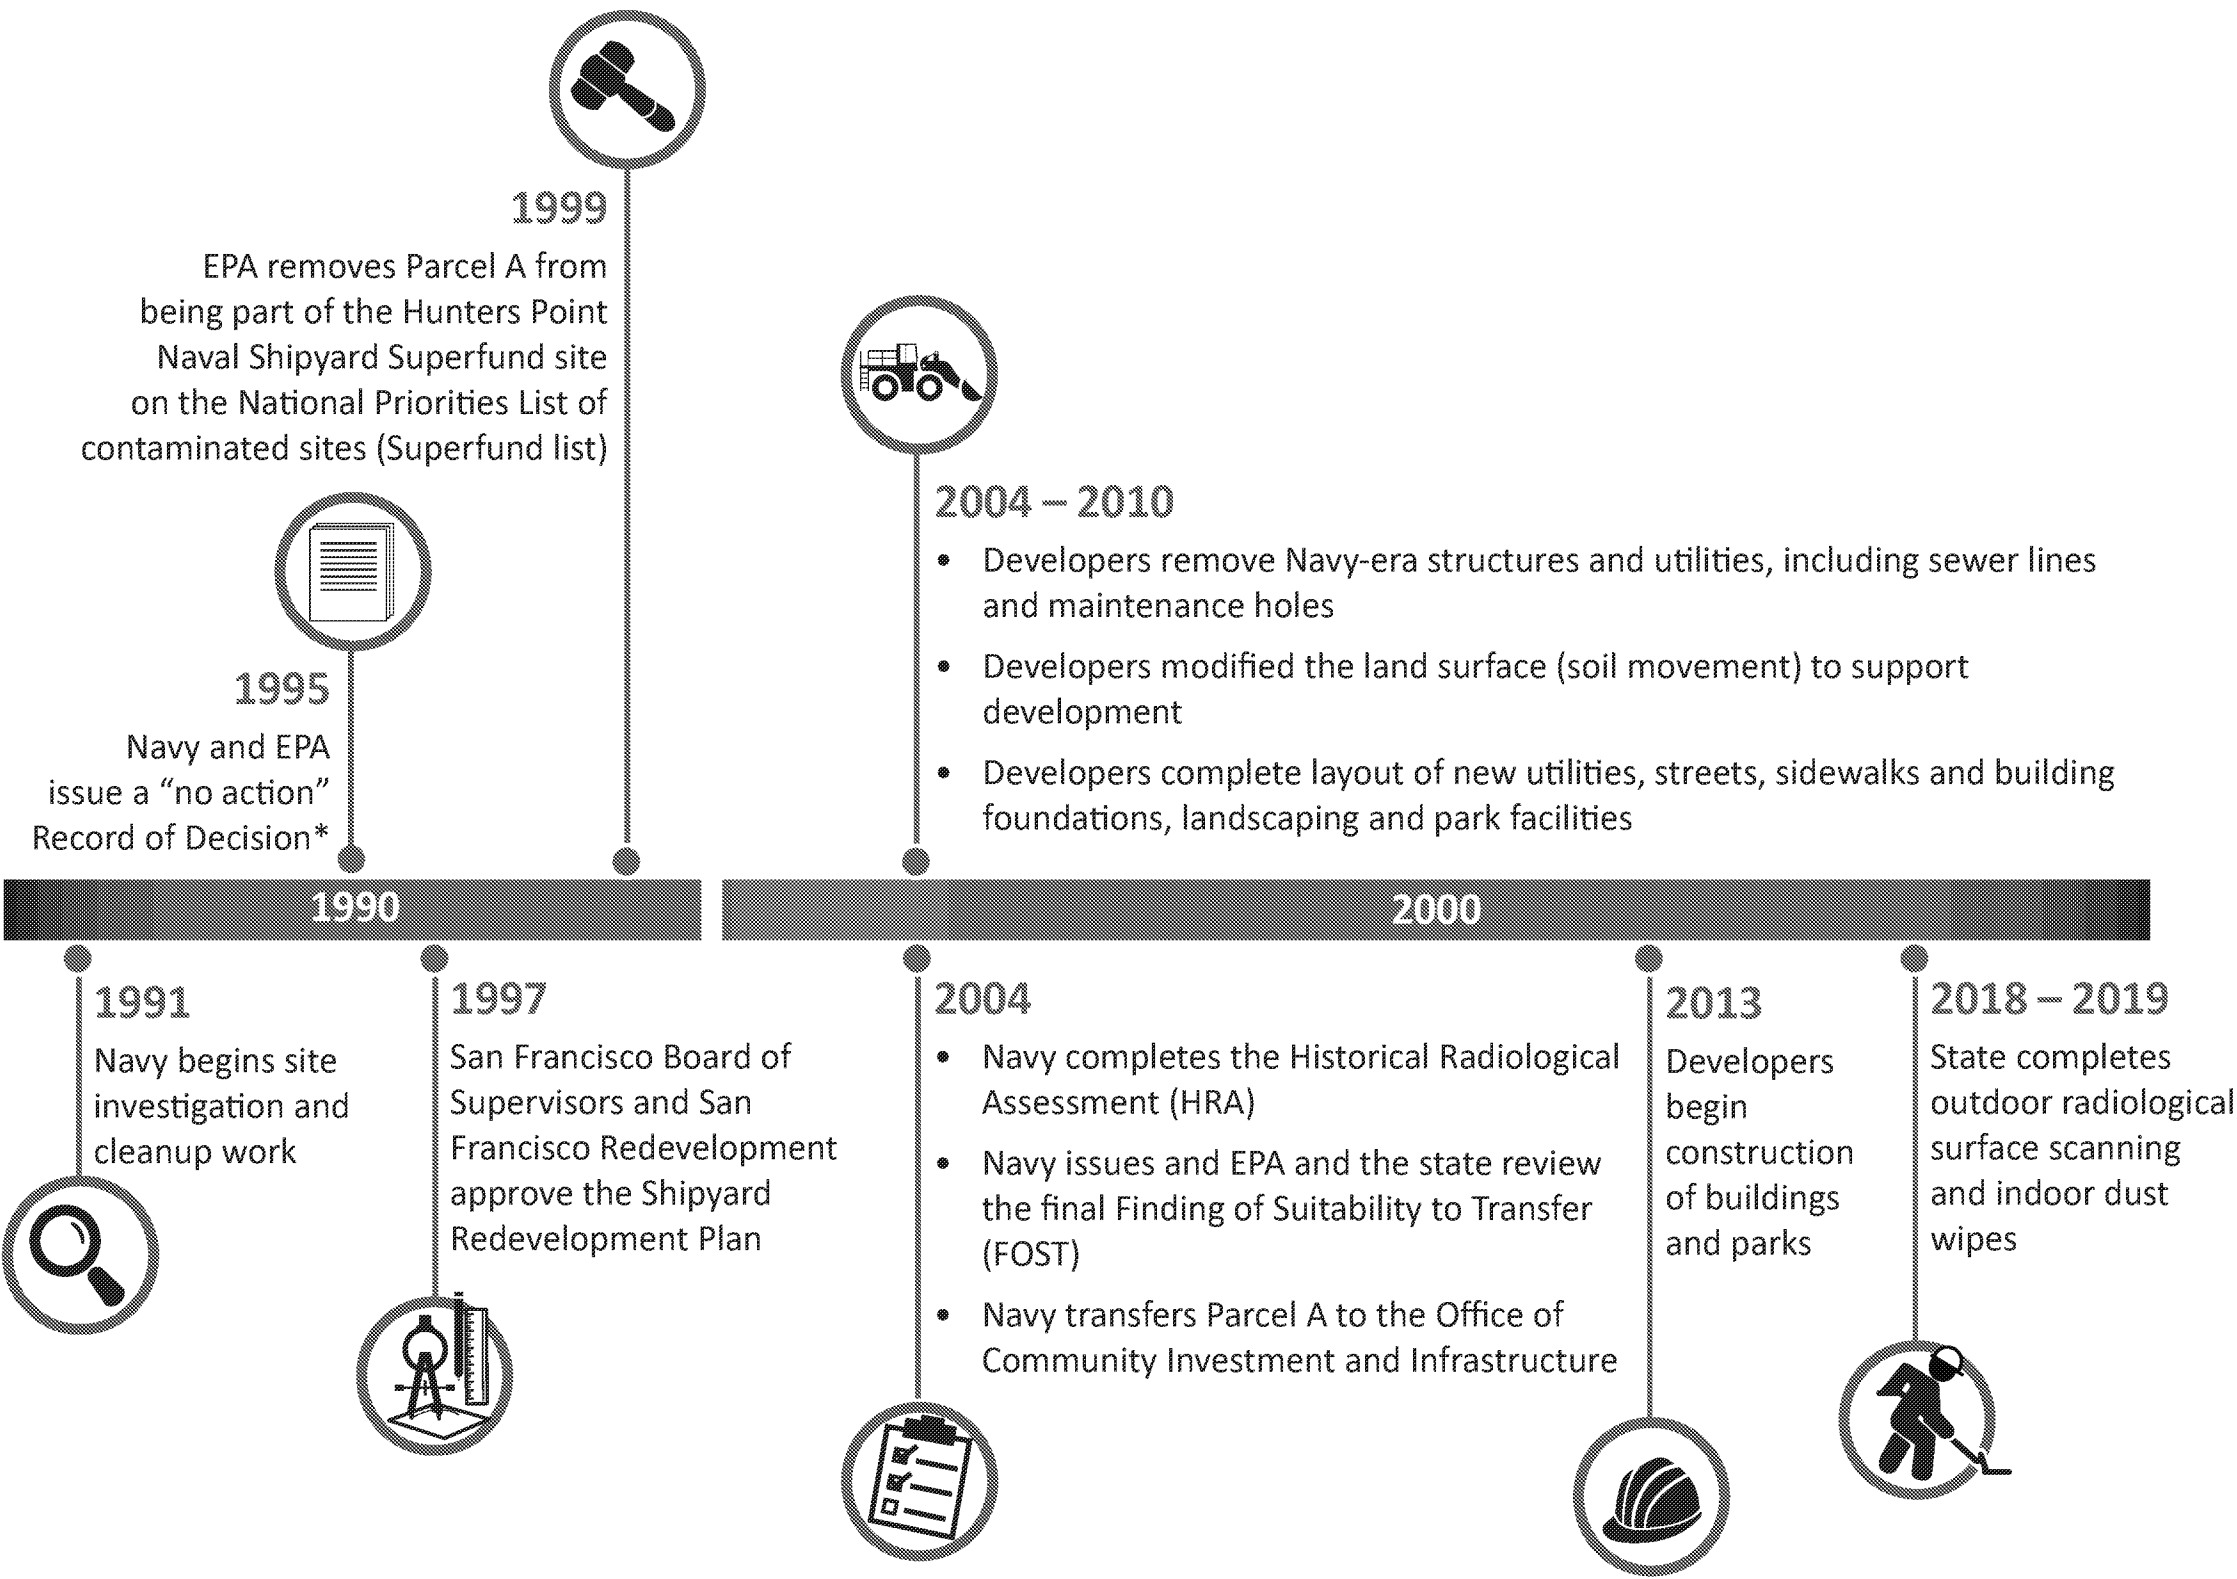 1999
EPA removes Parcel A from
being part of the Hunters Point
Naval Shipyard Superfund site
on the National Priorities List of
contaminated sites (Superfund list)
1995
Navy and EPA
issue a “no action”
Record of Decision*
2004 – 2010
• Developers remove Navy-era structures and utilities, including sewer lines
and maintenance holes
• Developers modified the land surface (soil movement) to support
development
• Developers complete layout of new utilities, streets, sidewalks and building
foundations, landscaping and park facilities
1990
2000
1991
Navy begins site
investigation and
cleanup work
1997
San Francisco Board of
Supervisors and San
Francisco Redevelopment
approve the Shipyard
Redevelopment Plan
2004
• Navy completes the Historical Radiological
Assessment (HRA)
• Navy issues and EPA and the state review
the final Finding of Suitability to Transfer
(FOST)
• Navy transfers Parcel A to the Office of
Community Investment and Infrastructure
2013
Developers
begin
construction
of buildings
and parks
2018 – 2019
State completes
outdoor radiological
surface scanning
and indoor dust
wipes